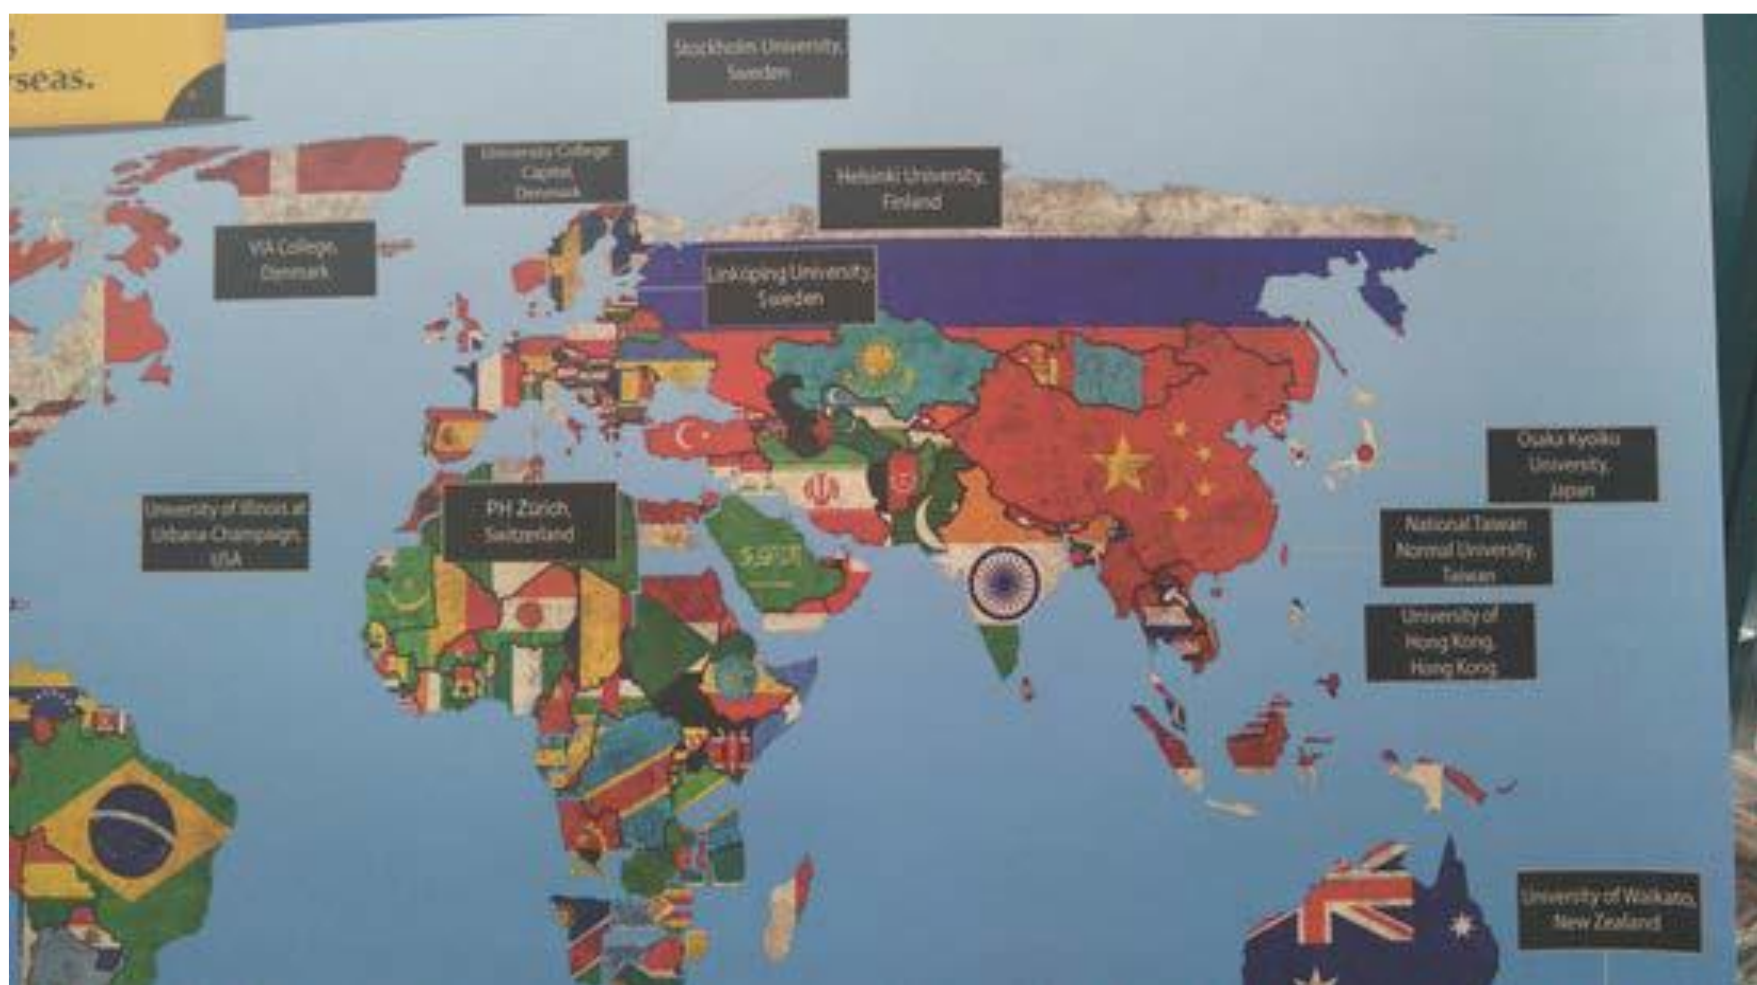 seas.
Stockholm University,
Sweden
University College
Capitol,
Denmark
Helsinki University,
Finland
VIA College,
Denmark
Linköping University,
Sweden
Osaka Kyoiku
University,
Japan
University of Illinois at
Urbana-Champaign,
USA
PH Zürich,
Switzerland
National Taiwan
Normal University,
Taiwan
University of
Hong Kong,
Hong Kong
University of Waikato,
New Zealand